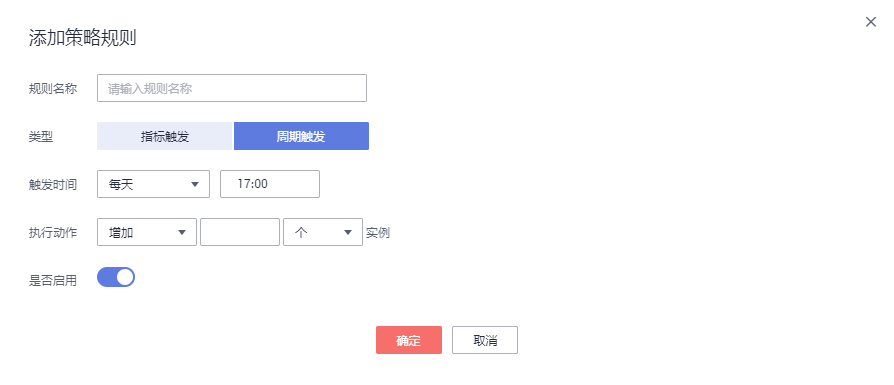 添加策略规则
规则名称 请输入规则名称
类型 指标触发 周期触发
触发时间 每天 17:00
执行动作 增加 个 实例
是否启用
确定 取消